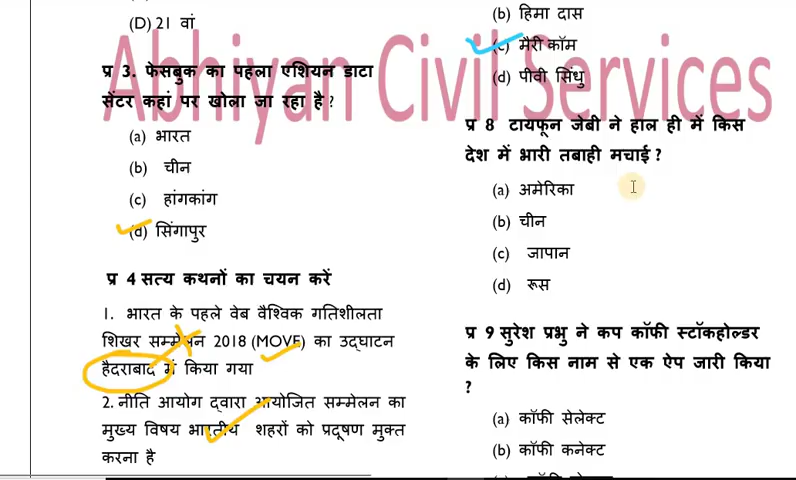 (D) 21 वां
प्र 3. फेसबुक का पहला एशियन डाटा
सेंटर कहां पर खोला जा रहा है ?
(a) भारत
(b) चीन
(c) हांगकांग
(d) सिंगापुर
प्र 4 सत्य कथनों का चयन करें
1. भारत के पहले वेब वैश्विक गतिशीलता
शिखर सम्मेलन 2018 (MOVE) का उद्घाटन
हैदराबाद में किया गया
2. नीति आयोग द्वारा आयोजित सम्मेलन का
मुख्य विषय भारतीय शहरों को प्रदूषण मुक्त
करना है
(b) हिमा दास
(c) मैरी कॉम
(d) पीवी सिंधु
प्र 8 टायफून जेबी ने हाल ही में किस
देश में भारी तबाही मचाई ?
(a) अमेरिका
(b) चीन
(c) जापान
(d) रूस
प्र 9 सुरेश प्रभु ने कप कॉफी स्टॉकहोल्डर
के लिए किस नाम से एक ऐप जारी किया
?
(a) कॉफी सेलेक्ट
(b) कॉफी कनेक्ट
Abhiyan Civil Services